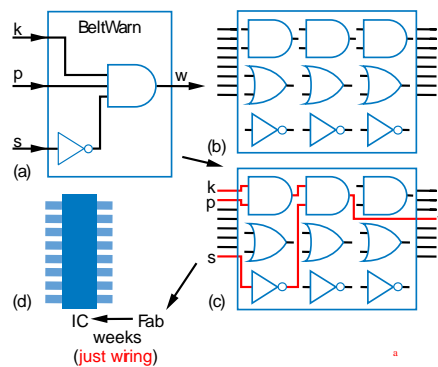 BeltWarn
k
p
w
s
(a)
(b)
k
p
s
(c)
(d)
IC
Fab
weeks
(just wiring)
a